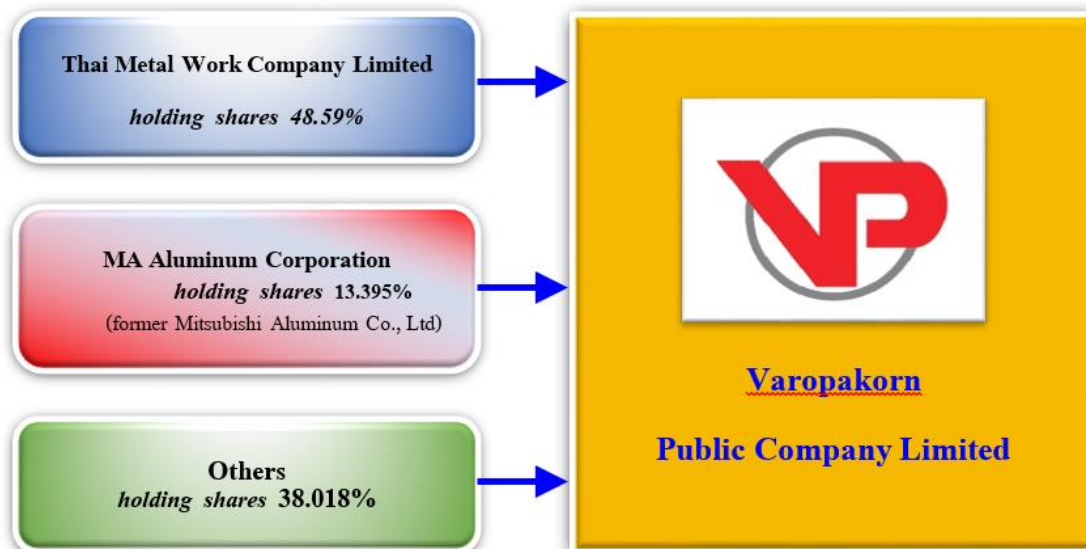 Thai Metal Work Company Limited
holding shares 48.59%
MA Aluminum Corporation
holding shares 13.395%
(former Mitsubishi Aluminum Co., Ltd)
Others
holding shares 38.018%
VP
Varopakorn
Public Company Limited